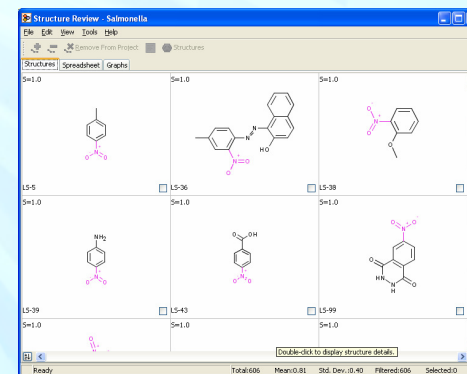 Structure Review - Salmonella
File Edit View Tools Help
Remove From Project Structures
Structures Spreadsheet Graphs
S=1.0 S=1.0 S=1.0
LS-5 LS-36 LS-38
S=1.0 S=1.0 S=1.0
NH2
O OH
HO
LS-39 LS-43 LS-99
S=1.0 S=1.0 S=1.0
Double-click to display structure details.
Ready Total:606 Mean:0.81 Std. Dev.:0.40 Filtered:606 Selected:0